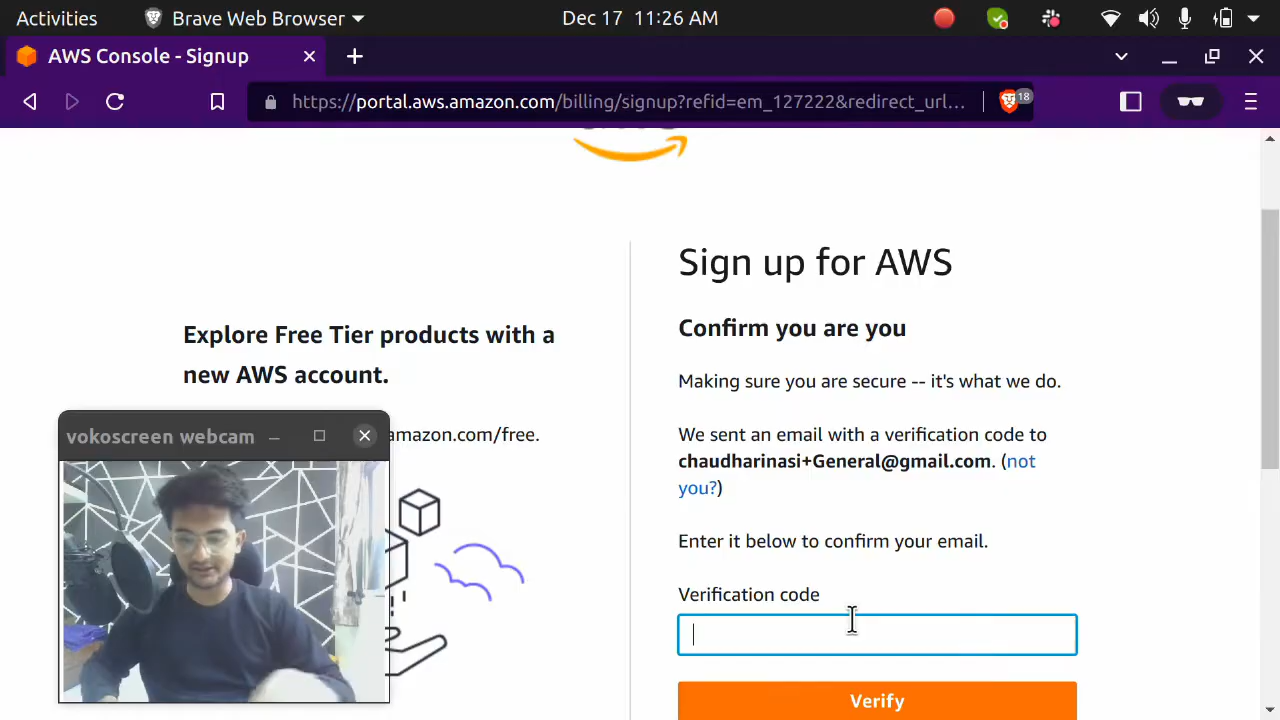 Activities
Brave Web Browser
Dec 17 11:26 AM
AWS Console - Signup
https://portal.aws.amazon.com/billing/signup?refid=em_127222&redirect_url...
18
Sign up for AWS
Explore Free Tier products with a
new AWS account.
Confirm you are you
Making sure you are secure -- it's what we do.
vokoscreen webcam
amazon.com/free.
We sent an email with a verification code to
chaudharinasi+General@gmail.com. (not
you?)
Enter it below to confirm your email.
Verification code
Verify